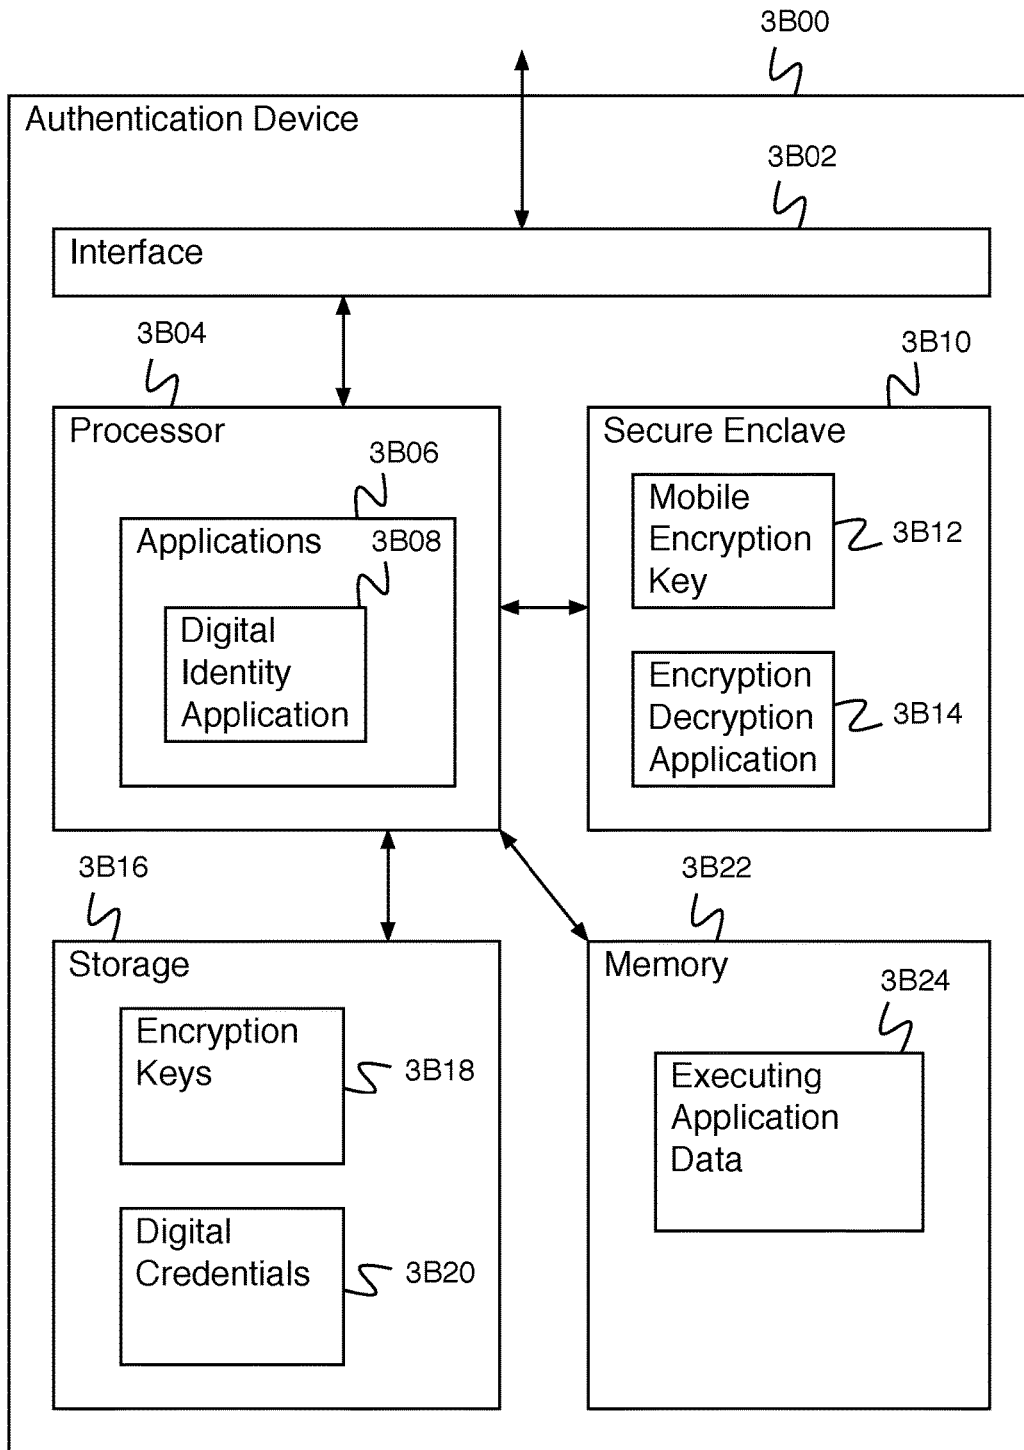 3B00
Authentication Device
3B02
Interface
3B04
3B10
Processor
Secure Enclave
3B06
Applications
3B08
Mobile
Encryption
Key
3B12
Digital
Identity
Application
Encryption
Decryption
Application
3B14
3B16
3B22
Storage
Memory
Encryption
Keys
3B18
3B24
Executing
Application
Data
Digital
Credentials
3B20